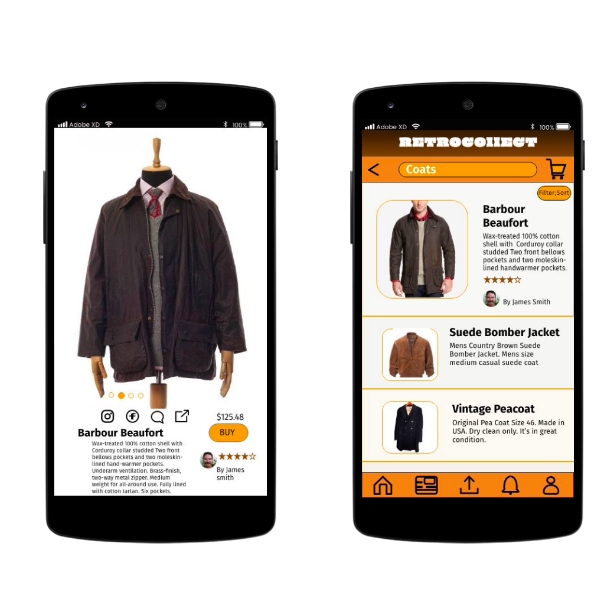 Adobe XD
100%
$125.48
Barbour Beaufort
BUY
Wax-treated 100% cotton shell with
Corduroy collar studded Two front
bellows pockets and two moleskin-
lined hand-warmer pockets.
Underarm ventilation. Brass-finish,
two-way metal zipper. Medium
weight for all-around use. Fully lined
with cotton tartan. Six pockets.
By James
smith
Adobe XD
100%
RETROCOllECT
Coats
Filter,Sort
Barbour
Beaufort
Wax-treated 100% cotton
shell with Corduroy collar
studded Two front bellows
pockets and two moleskin-
lined handwarmer pockets.
By James Smith
Suede Bomber Jacket
Mens Country Brown Suede
Bomber Jacket. Mens size
medium casual suede coat
Vintage Peacoat
Original Pea Coat Size 46. Made in
USA. Dry clean only. It's in great
condition.